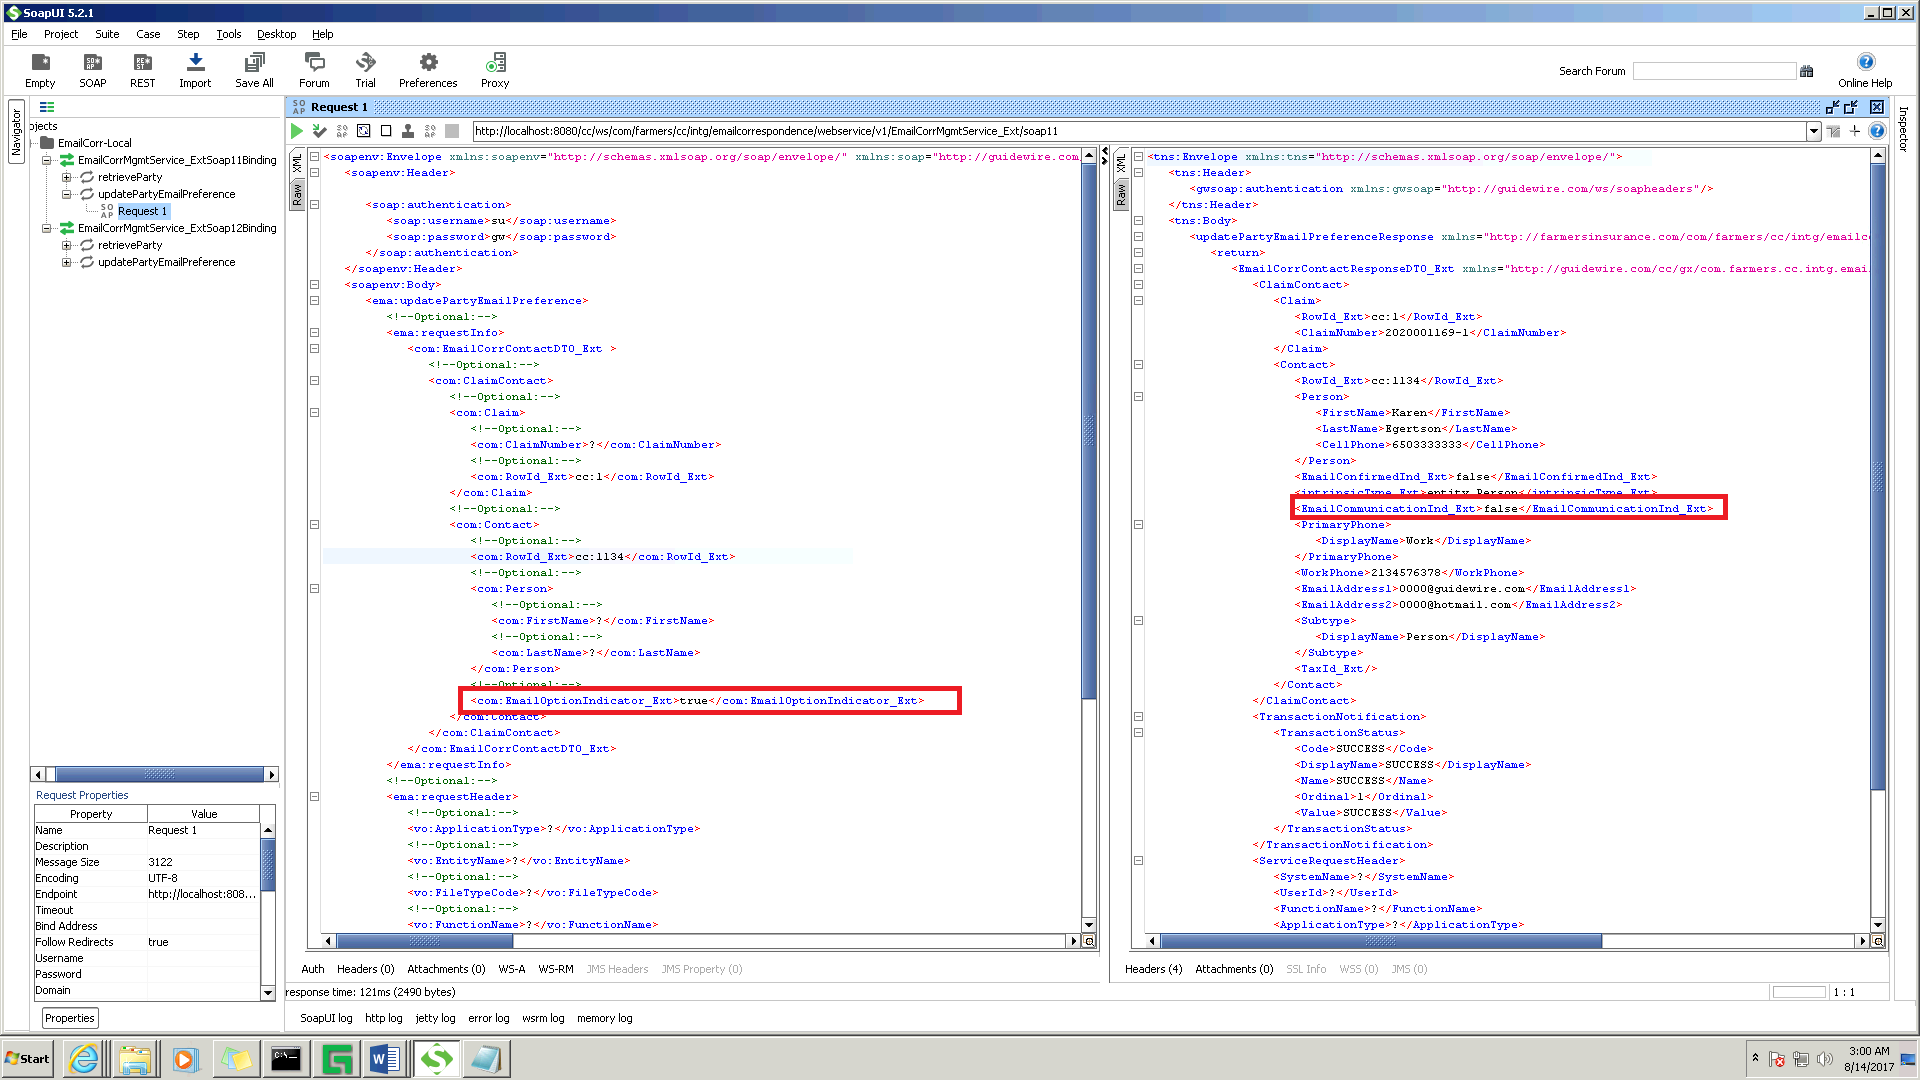 SoapUI 5.2.1
File Project Suite Case Step Tools Desktop Help
Empty SOAP REST Import Save All Forum Trial Preferences Proxy
Search Forum
Online Help
Navigator
ojects
EmailCorr-Local
EmailCorrMgmtService_ExtSoap11Binding
retrieveParty
updatePartyEmailPreference
Request 1
EmailCorrMgmtService_ExtSoap12Binding
retrieveParty
updatePartyEmailPreference
Request Properties
Property Value
Name Request 1
Description
Message Size 3122
Encoding UTF-8
Endpoint http://localhost:808...
Timeout
Bind Address
Follow Redirects true
Username
Password
Domain
Properties
Request 1
http://localhost:8080/cc/ws/com/farmers/cc/intg/emailcorrespondence/webservice/v1/EmailCorrMgmtService_Ext/soap11
XML
Raw
<soapenv:Envelope xmlns:soapenv="http://schemas.xmlsoap.org/soap/envelope/" xmlns:soap="http://guidewire.com.
<soapenv:Header>
<soap:authentication>
<soap:username>su</soap:username>
<soap:password>gw</soap:password>
</soap:authentication>
</soapenv:Header>
<soapenv:Body>
<ema:updatePartyEmailPreference>
<!--Optional:-->
<ema:requestInfo>
<com:EmailCorrContactDTO_Ext >
<!--Optional:-->
<com:ClaimContact>
<!--Optional:-->
<com:Claim>
<!--Optional:-->
<com:ClaimNumber>?</com:ClaimNumber>
<!--Optional:-->
<com:RowId_Ext>cc:1</com:RowId_Ext>
</com:Claim>
<!--Optional:-->
<com:Contact>
<!--Optional:-->
<com:RowId_Ext>cc:1134</com:RowId_Ext>
<!--Optional:-->
<com:Person>
<!--Optional:-->
<com:FirstName>?</com:FirstName>
<!--Optional:-->
<com:LastName>?</com:LastName>
</com:Person>
<!--Optional:-->
<com:EmailOptionIndicator_Ext>true</com:EmailOptionIndicator_Ext>
</com:Contact>
</com:ClaimContact>
</com:EmailCorrContactDTO_Ext>
</ema:requestInfo>
<!--Optional:-->
<ema:requestHeader>
<!--Optional:-->
<vo:ApplicationType>?</vo:ApplicationType>
<!--Optional:-->
<vo:EntityName>?</vo:EntityName>
<!--Optional:-->
<vo:FileTypeCode>?</vo:FileTypeCode>
<!--Optional:-->
<vo:FunctionName>?</vo:FunctionName>
Auth Headers (0) Attachments (0) WS-A WS-RM JMS Headers JMS Property (0)
XML
Raw
<tns:Envelope xmlns:tns="http://schemas.xmlsoap.org/soap/envelope/">
<tns:Header>
<gwsoap:authentication xmlns:gwsoap="http://guidewire.com/ws/soapheaders"/>
</tns:Header>
<tns:Body>
<updatePartyEmailPreferenceResponse xmlns="http://farmersinsurance.com/com/farmers/cc/intg/emailc
<return>
<EmailCorrContactResponseDTO_Ext xmlns="http://guidewire.com/cc/gx/com.farmers.cc.intg.emai.
<ClaimContact>
<Claim>
<RowId_Ext>cc:1</RowId_Ext>
<ClaimNumber>2020001169-1</ClaimNumber>
</Claim>
<Contact>
<RowId_Ext>cc:1134</RowId_Ext>
<Person>
<FirstName>Karen</FirstName>
<LastName>Egertson</LastName>
<CellPhone>6503333333</CellPhone>
</Person>
<EmailConfirmedInd_Ext>false</EmailConfirmedInd_Ext>
<intrinsicType_Ext>entity.Person</intrinsicType_Ext>
<EmailCommunicationInd_Ext>false</EmailCommunicationInd_Ext>
<PrimaryPhone>
<DisplayName>Work</DisplayName>
</PrimaryPhone>
<WorkPhone>2134576378</WorkPhone>
<EmailAddress1>0000@guidewire.com</EmailAddress1>
<EmailAddress2>0000@hotmail.com</EmailAddress2>
<Subtype>
<DisplayName>Person</DisplayName>
</Subtype>
<TaxId_Ext/>
</Contact>
</ClaimContact>
<TransactionNotification>
<TransactionStatus>
<Code>SUCCESS</Code>
<DisplayName>SUCCESS</DisplayName>
<Name>SUCCESS</Name>
<Ordinal>1</Ordinal>
<Value>SUCCESS</Value>
</TransactionStatus>
</TransactionNotification>
<ServiceRequestHeader>
<SystemName>?</SystemName>
<UserId>?</UserId>
<FunctionName>?</FunctionName>
<ApplicationType>?</ApplicationType>
Headers (4) Attachments (0) SSL Info WSS (0) JMS (0)
Inspector
response time: 121ms (2490 bytes)
1 : 1
SoapUI log http log jetty log error log wsrm log memory log
Start
3:00 AM
8/14/2017